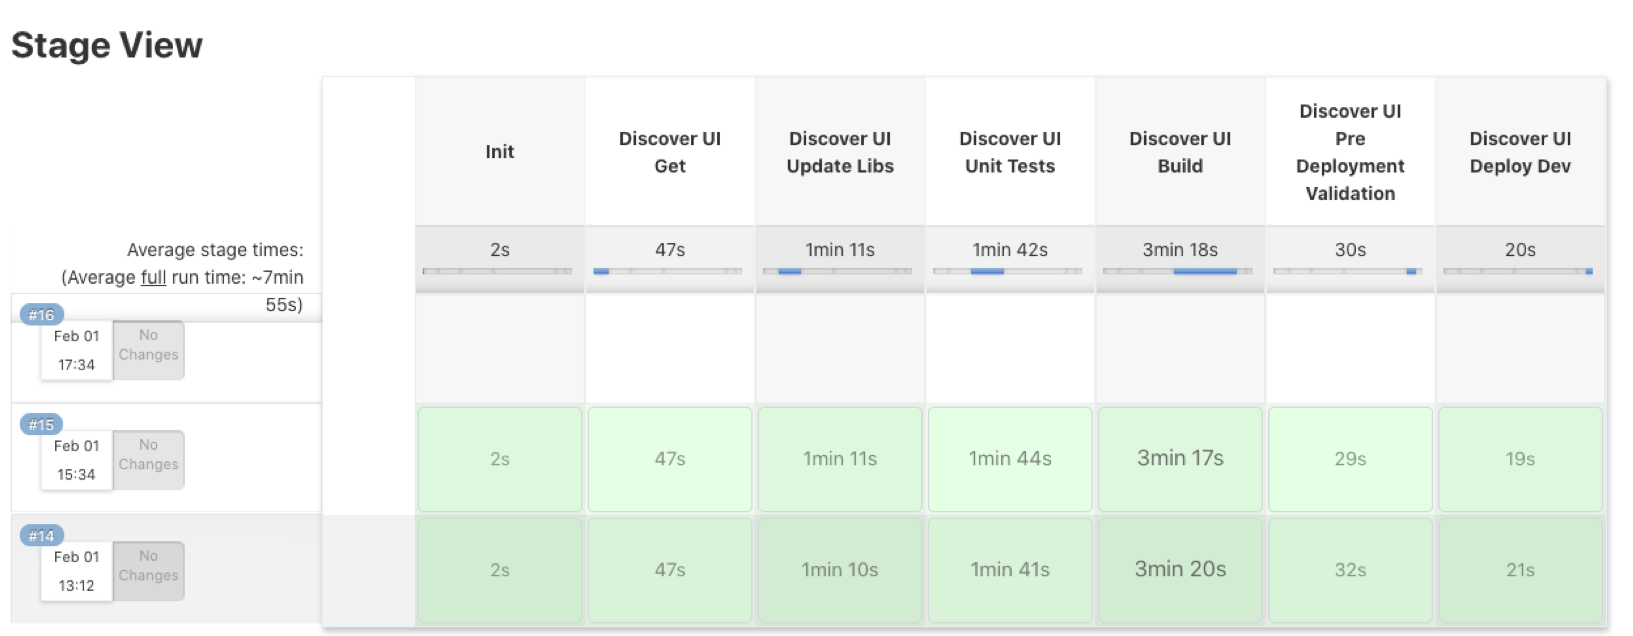 Stage View
Init
Discover UI
Get
Discover UI
Update Libs
Discover UI
Unit Tests
Discover UI
Build
Discover UI
Pre
Deployment
Validation
Discover UI
Deploy Dev
Average stage times:
(Average full run time: ~7min
55s)
2s
47s
1min 11s
1min 42s
3min 18s
30s
20s
#16
Feb 01
17:34
No
Changes
#15
Feb 01
15:34
No
Changes
2s
47s
1min 11s
1min 44s
3min 17s
29s
19s
#14
Feb 01
13:12
No
Changes
2s
47s
1min 10s
1min 41s
3min 20s
32s
21s